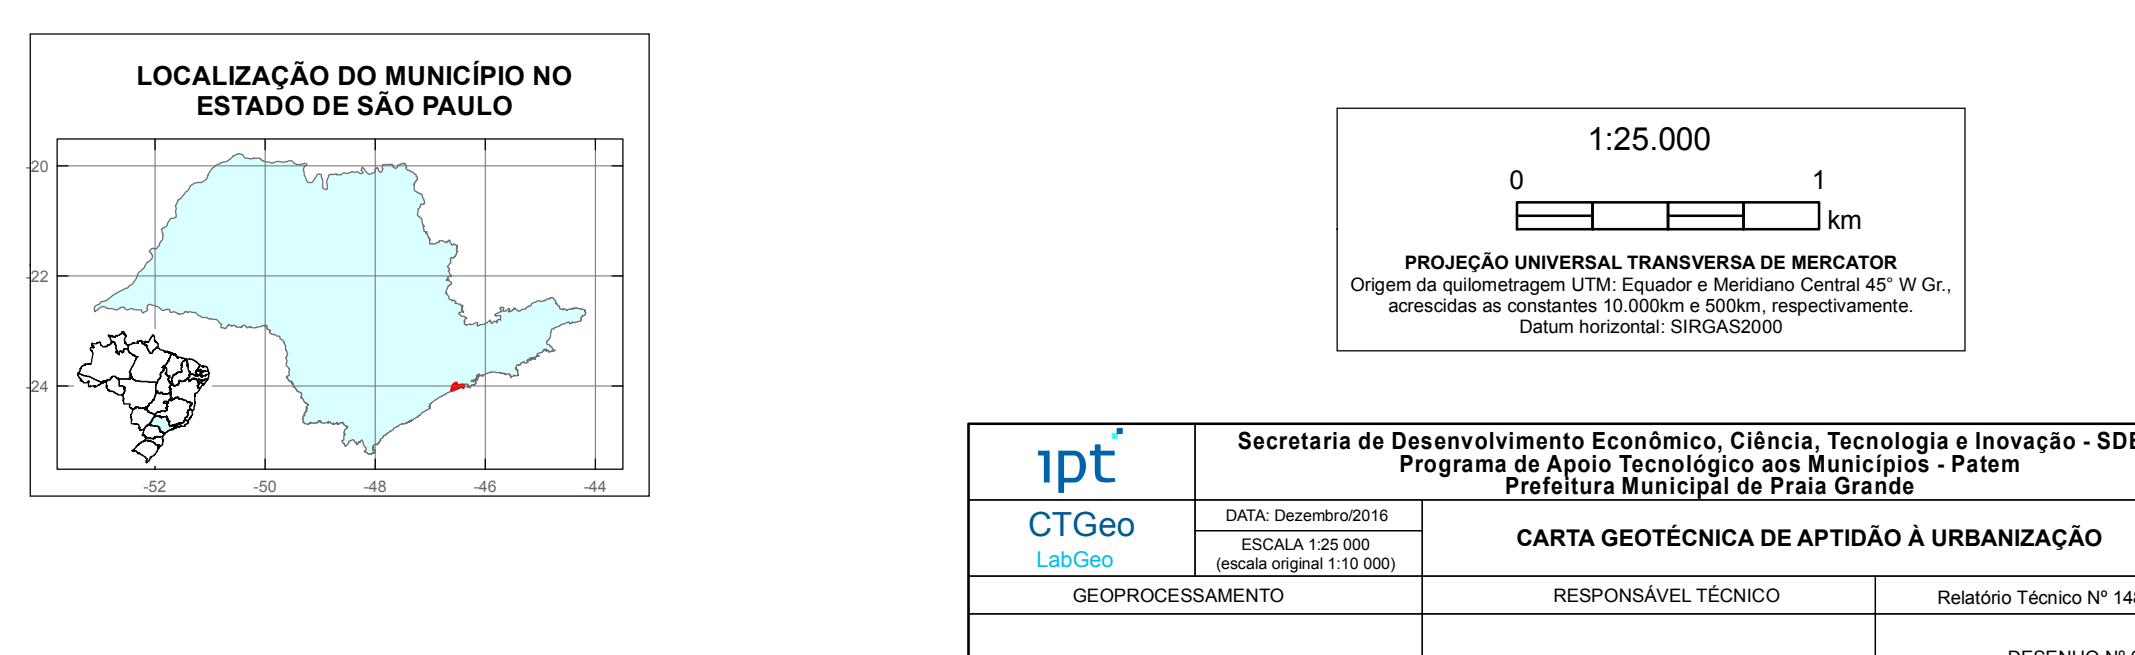 LOCALIZAÇÃO DO MUNICÍPIO NO
ESTADO DE SÃO PAULO
-20
-22
-24
-52
-50
-48
-46
-44
1:25.000
0 1
km
PROJEÇÃO UNIVERSAL TRANSVERSA DE MERCATOR
Origem da quilometragem UTM: Equador e Meridiano Central 45° W Gr.,
acrescidas as constantes 10.000km e 500km, respectivamente.
Datum horizontal: SIRGAS2000
ipt
Secretaria de Desenvolvimento Econômico, Ciência, Tecnologia e Inovação -
Programa de Apoio Tecnológico aos Municípios - Patem
Prefeitura Municipal de Praia Grande
CTGeo
LabGeo
DATA: Dezembro/2016
ESCALA 1:25 000
(escala original 1:10 000)
CARTA GEOTÉCNICA DE APTIDÃO À URBANIZAÇÃO
GEOPROCESSAMENTO
RESPONSÁVEL TÉCNICO
Relatório Técnico Nº
DESENHO Nº